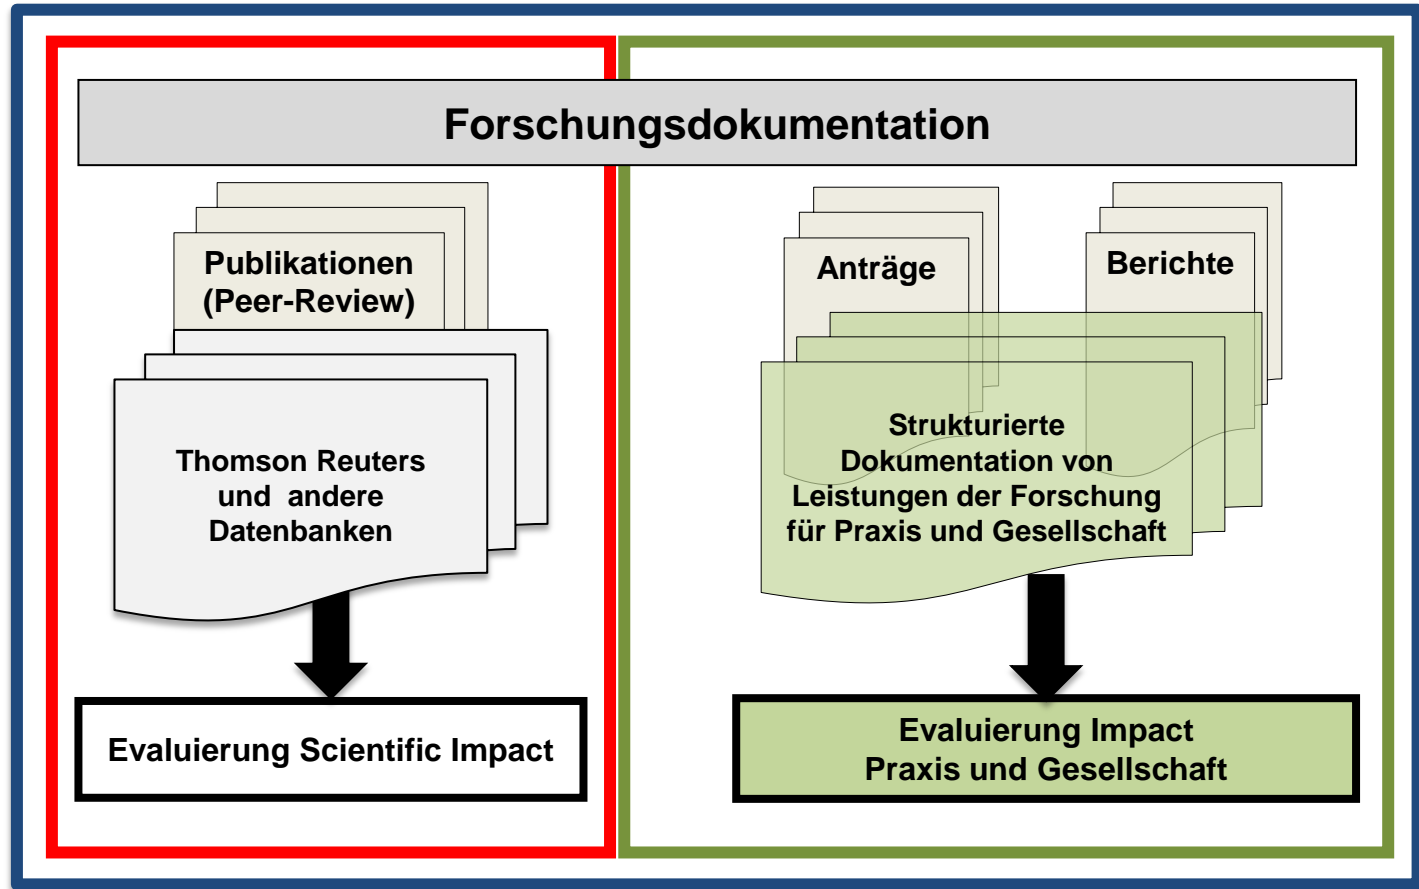 Forschungsdokumentation
Publikationen
(Peer-Review)
Thomson Reuters
und andere
Datenbanken
Evaluierung Scientific Impact
Anträge
Berichte
Strukturierte
Dokumentation von
Leistungen der Forschung
für Praxis und Gesellschaft
Evaluierung Impact
Praxis und Gesellschaft